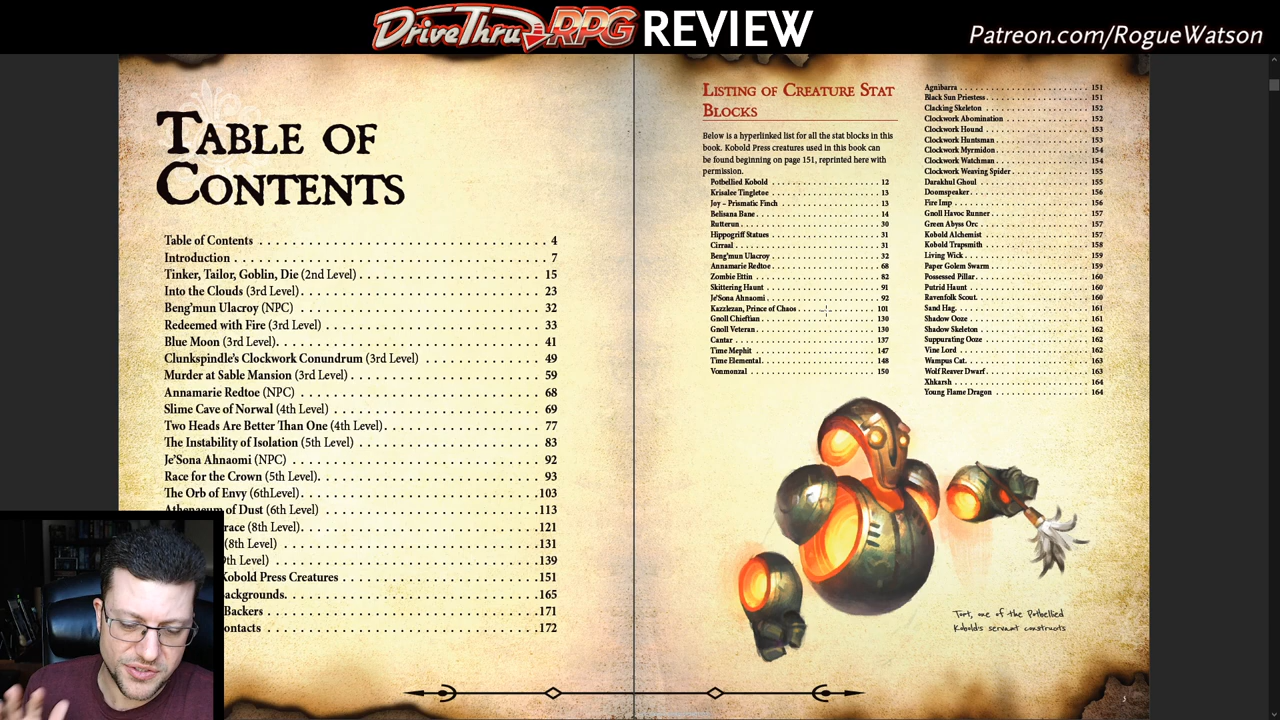 DriveThruRPG REVIEW
Patreon.com/RogueWatson
Table of
Contents
Table of Contents . . . 4
Introduction . . . 7
Tinker, Tailor, Goblin, Die (2nd Level) . . . 15
Into the Clouds (3rd Level) . . . 23
Beng'mun Ulacroy (NPC) . . . 32
Redeemed with Fire (3rd Level) . . . 33
Blue Moon (3rd Level) . . . 41
Clunkspindle's Clockwork Conundrum (3rd Level) . . . 49
Murder at Sable Mansion (3rd Level) . . . 59
Annamarie Redtoe (NPC) . . . 68
Slime Cave of Norwal (4th Level) . . . 69
Two Heads Are Better Than One (4th Level) . . . 77
The Instability of Isolation (5th Level) . . . 83
Je'Sona Ahnaomi (NPC) . . . 92
Race for the Crown (5th Level) . . . 93
The Orb of Envy (6thLevel) . . . 103
Athenaeum of Dust (6th Level) . . . 113
race (8th Level) . . . 121
(8th Level) . . . 131
9th Level) . . . 139
Kobold Press Creatures . . . 151
ackgrounds . . . 165
Backers . . . 171
ontacts . . . 172
Listing of Creature Stat
Blocks
Below is a hyperlinked list for all the stat blocks in this
book. Kobold Press creatures used in this book can
be found beginning on page 151, reprinted here with
permission.
Potbellied Kobold . . . 12
Krisalee Tingletoe . . . 13
Joy – Prismatic Finch . . . 13
Belisana Bane . . . 14
Rutterun . . . 30
Hippogriff Statues . . . 31
Cirraal . . . 31
Beng'mun Ulacroy . . . 32
Annamarie Redtoe . . . 68
Zombie Ettin . . . 82
Skittering Haunt . . . 91
Je'Sona Ahnaomi . . . 92
Kazzlezan, Prince of Chaos . . . 101
Gnoll Chieftian . . . 130
Gnoll Veteran . . . 130
Cantar . . . 137
Time Mephit . . . 147
Time Elemental . . . 148
Vonmonzal . . . 150
Agnibarra . . . 151
Black Sun Priestess . . . 151
Clacking Skeleton . . . 152
Clockwork Abomination . . . 152
Clockwork Hound . . . 153
Clockwork Huntsman . . . 153
Clockwork Myrmidon . . . 154
Clockwork Watchman . . . 154
Clockwork Weaving Spider . . . 155
Darakhul Ghoul . . . 155
Doomspeaker . . . 156
Fire Imp . . . 156
Gnoll Havoc Runner . . . 157
Green Abyss Orc . . . 157
Kobold Alchemist . . . 157
Kobold Trapsmith . . . 158
Living Wick . . . 159
Paper Golem Swarm . . . 159
Possessed Pillar . . . 160
Putrid Haunt . . . 160
Ravenfolk Scout . . . 160
Sand Hag . . . 161
Shadow Ooze . . . 161
Shadow Skeleton . . . 162
Suppurating Ooze . . . 162
Vine Lord . . . 162
Wampus Cat . . . 163
Wolf Reaver Dwarf . . . 163
Xhkarsh . . . 164
Young Flame Dragon . . . 164
Tort, one of the Potbellied
Kobold's servant constructs
5